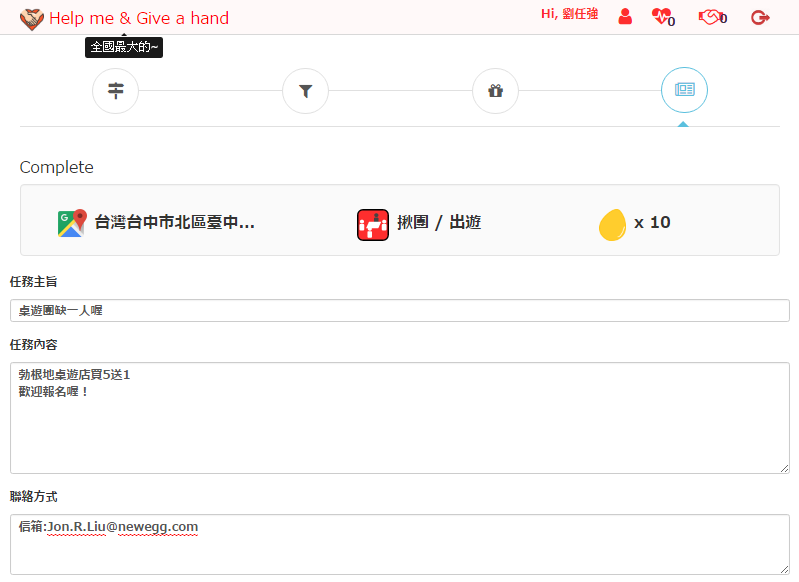 Help me & Give a hand
Hi, 劉任強
0
0
全國最大的~
Complete
G
台灣台中市北區臺中...
揪團 / 出遊
x 10
任務主旨
桌遊團缺一人喔
任務內容
勃根地桌遊店買5送1
歡迎報名喔！
聯絡方式
信箱:Jon.R.Liu@newegg.com